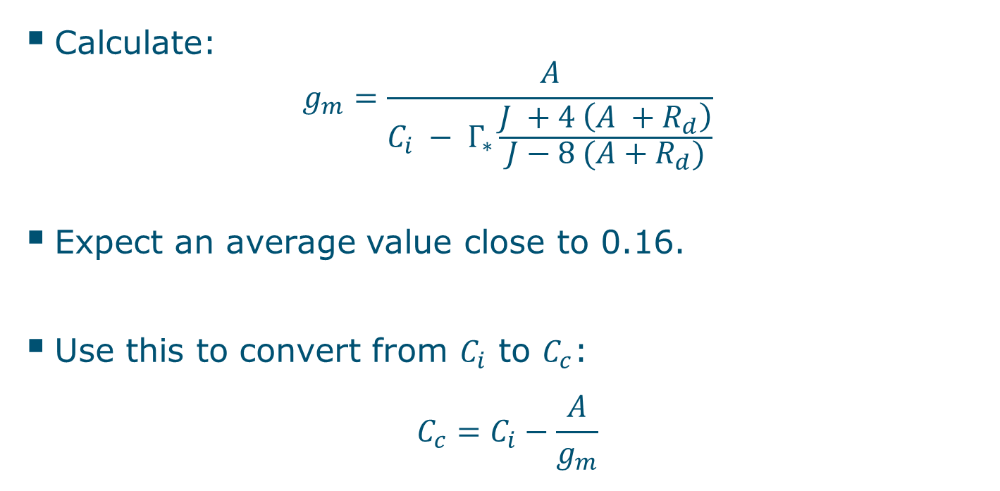 ▪ Calculate:
g_m = \frac{A}{C_i - Γ_* \frac{J + 4 (A + R_d)}{J - 8 (A + R_d)}}
▪ Expect an average value close to 0.16.
▪ Use this to convert from C_i to C_c:
C_c = C_i - \frac{A}{g_m}